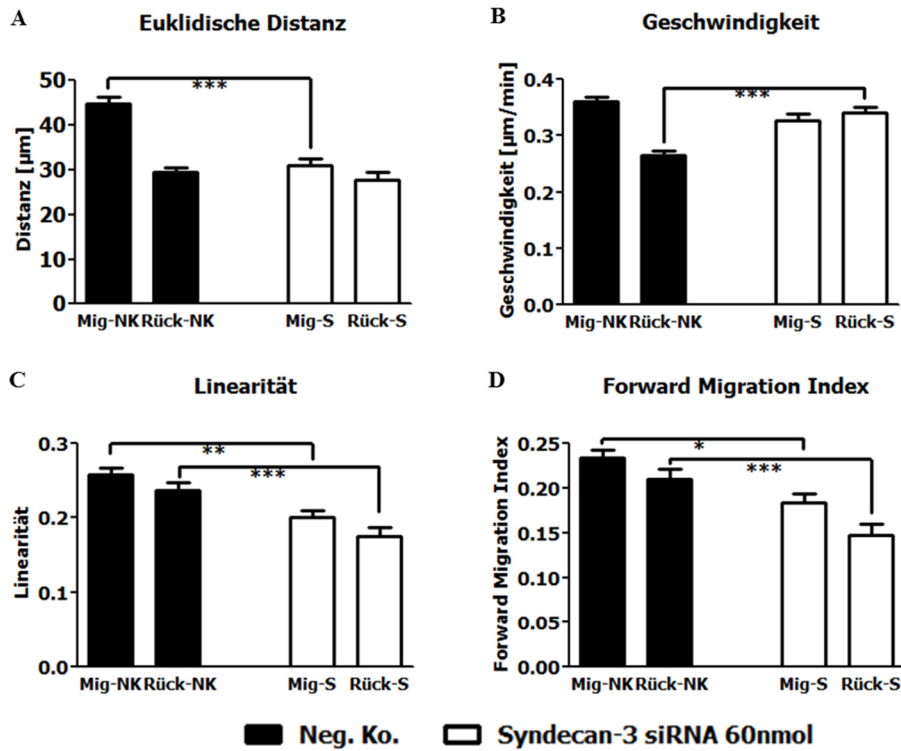 A
Euklidische Distanz
***
50
40
30
20
10
0
Distanz [µm]
Mig-NK Rück-NK Mig-S Rück-S
B
Geschwindigkeit
***
0.4
0.3
0.2
0.1
0.0
Geschwindigkeit [µm/min]
Mig-NK Rück-NK Mig-S Rück-S
C
Linearität
**
***
0.3
0.2
0.1
0.0
Linearität
Mig-NK Rück-NK Mig-S Rück-S
D
Forward Migration Index
*
***
0.25
0.20
0.15
0.10
0.05
0.00
Forward Migration Index
Mig-NK Rück-NK Mig-S Rück-S
Neg. Ko. Syndecan-3 siRNA 60nmol